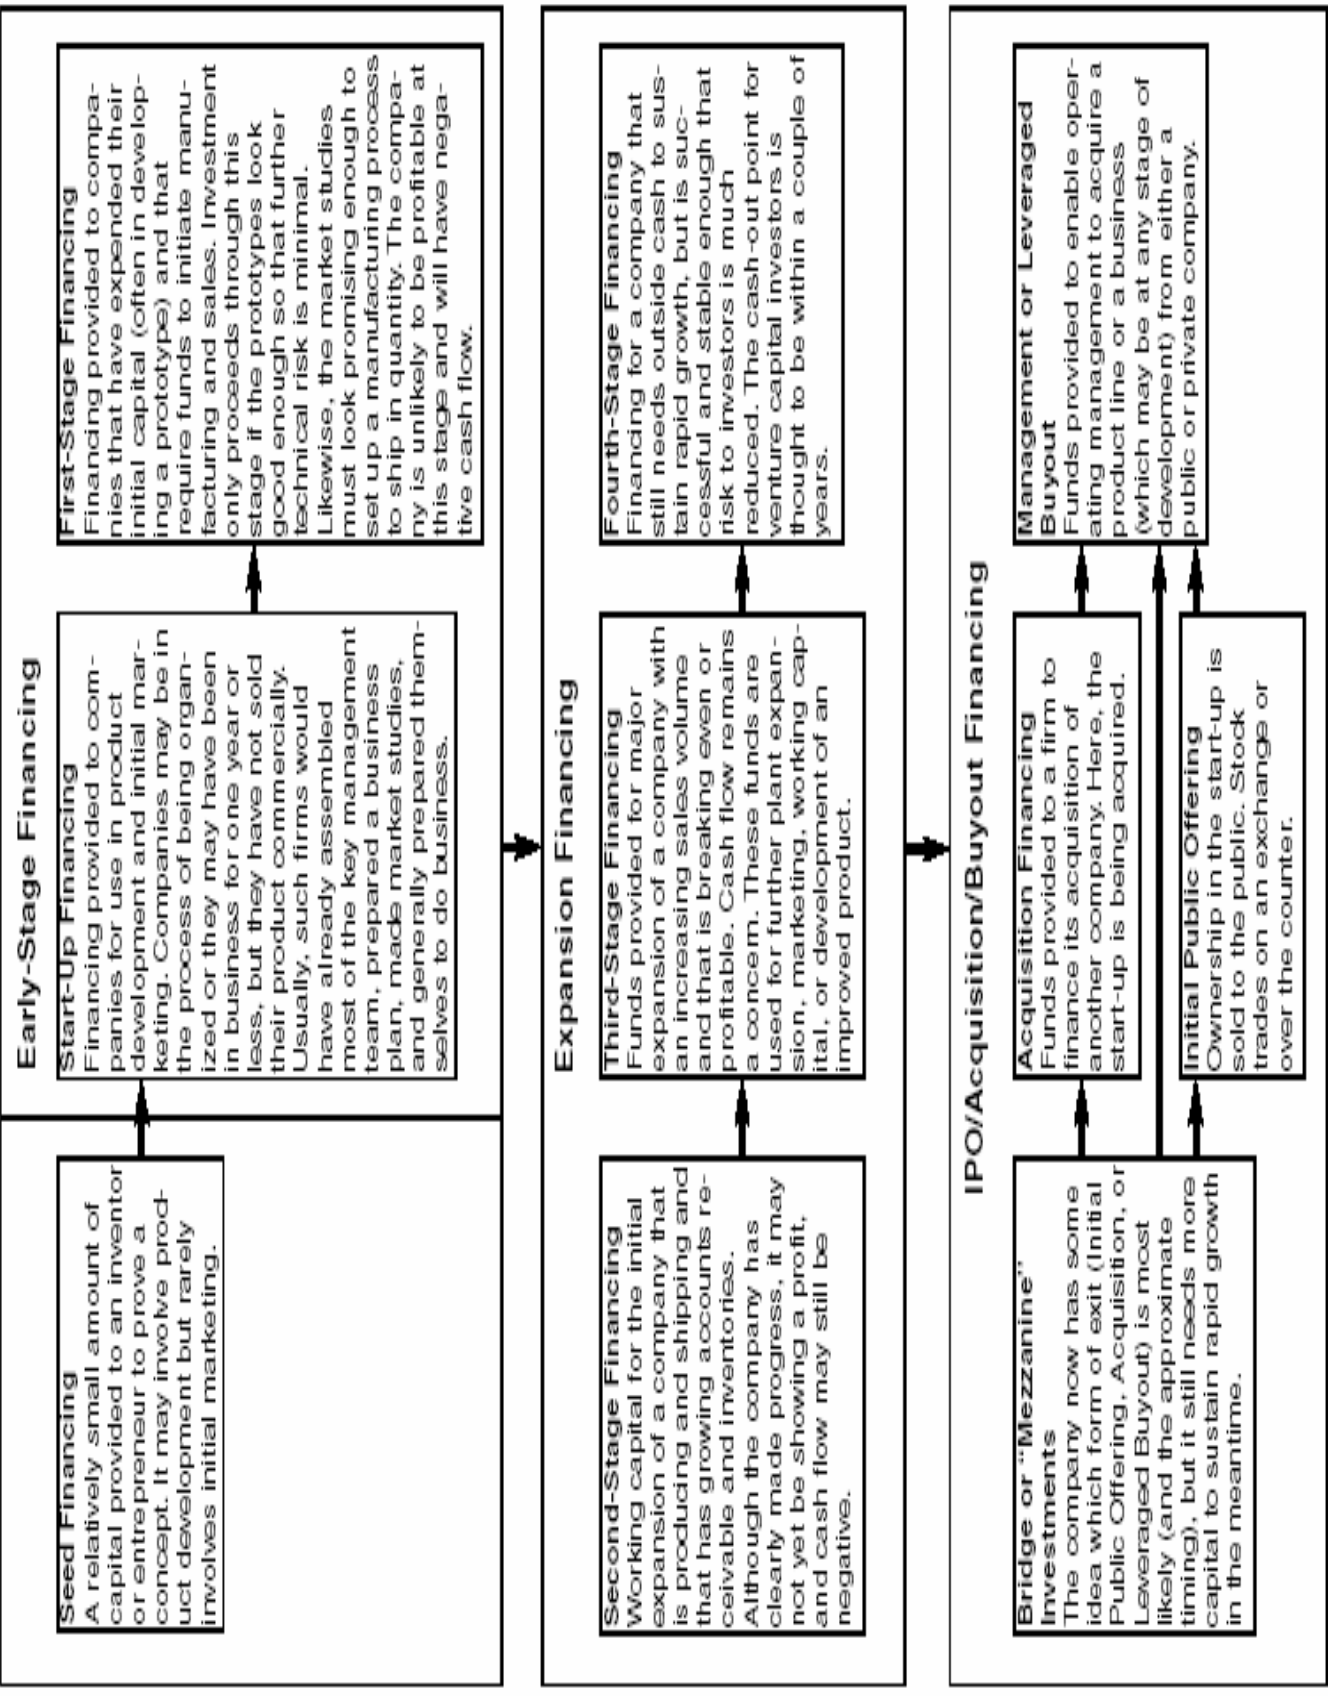 Early-Stage Financing
Seed Financing
A relatively small amount of
capital provided to an inventor
or entrepreneur to prove a
concept. It may involve prod-
uct development but rarely
involves initial marketing.
Start-Up Financing
Financing provided to com-
panies for use in product
development and initial mar-
keting. Companies may be in
the process of being organ-
ized or they may have been
in business for one year or
less, but they have not sold
their product commercially.
Usually, such firms would
have already assembled
most of the key management
team, prepared a business
plan, made market studies,
and generally prepared them-
selves to do business.
First-Stage Financing
Financing provided to compa-
nies that have expended their
initial capital (often in develop-
ing a prototype) and that
require funds to initiate manu-
facturing and sales. Investment
only proceeds through this
stage if the prototypes look
good enough so that further
technical risk is minimal.
Likewise, the market studies
must look promising enough to
set up a manufacturing process
to ship in quantity. The compa-
ny is unlikely to be profitable at
this stage and will have nega-
tive cash flow.
Expansion Financing
Second-Stage Financing
Working capital for the initial
expansion of a company that
is producing and shipping and
that has growing accounts re-
ceivable and inventories.
Although the company has
clearly made progress, it may
not yet be showing a profit,
and cash flow may still be
negative.
Third-Stage Financing
Funds provided for major
expansion of a company with
an increasing sales volume
and that is breaking even or
profitable. Cash flow remains
a concern. These funds are
used for further plant expan-
sion, marketing, working cap-
ital, or development of an
improved product.
Fourth-Stage Financing
Financing for a company that
still needs outside cash to sus-
tain rapid growth, but is suc-
cessful and stable enough that
risk to investors is much
reduced. The cash-out point for
venture capital investors is
thought to be within a couple of
years.
IPO/Acquisition/Buyout Financing
Bridge or "Mezzanine"
Investments
The company now has some
idea which form of exit (Initial
Public Offering, Acquisition, or
Leveraged Buyout) is most
likely (and the approximate
timing), but it still needs more
capital to sustain rapid growth
in the meantime.
Acquisition Financing
Funds provided to a firm to
finance its acquisition of
another company. Here, the
start-up is being acquired.
Initial Public Offering
Ownership in the start-up is
sold to the public. Stock
trades on an exchange or
over the counter.
Management or Leveraged
Buyout
Funds provided to enable oper-
ating management to acquire a
product line or a business
(which may be at any stage of
development) from either a
public or private company.